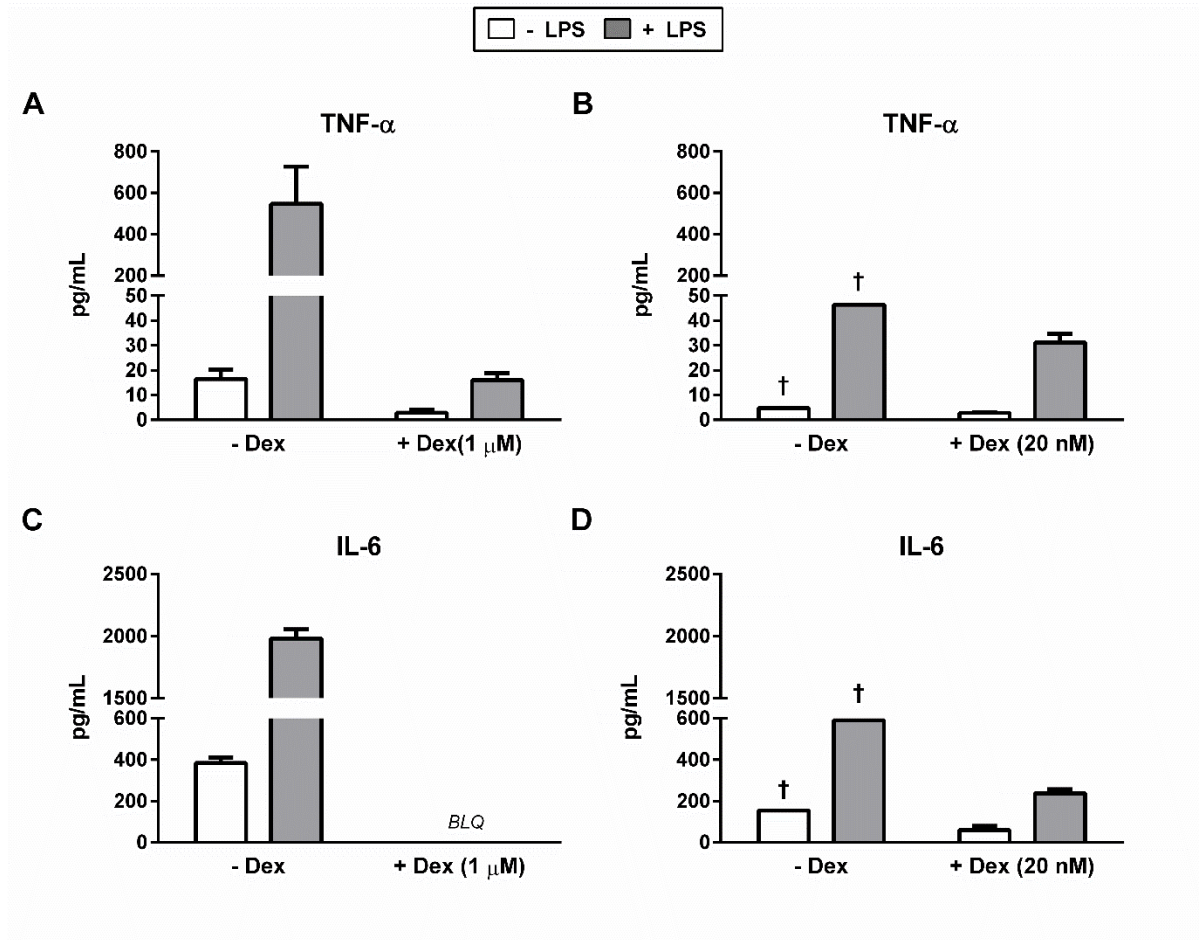 - LPS + LPS
A
TNF-α
800
600
400
200
50
40
30
20
10
0
pg/mL
- Dex
+ Dex(1 μM)
B
TNF-α
800
600
400
200
50
40
30
20
10
0
pg/mL
†
†
- Dex
+ Dex (20 nM)
C
IL-6
2500
2000
1500
600
400
200
0
pg/mL
BLQ
- Dex
+ Dex (1 μM)
D
IL-6
2500
2000
1500
600
400
200
0
pg/mL
†
†
- Dex
+ Dex (20 nM)